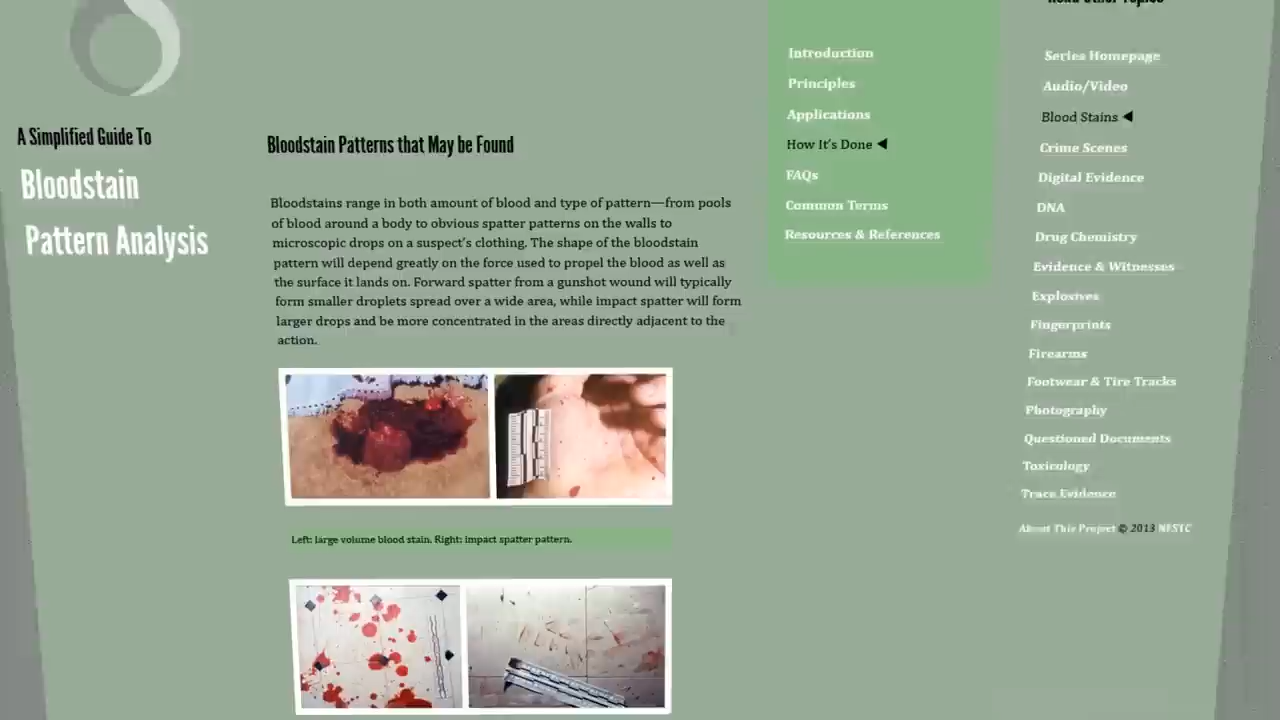 A Simplified Guide To
Bloodstain
Pattern Analysis
Bloodstain Patterns that May be Found
Bloodstains range in both amount of blood and type of pattern—from pools
of blood around a body to obvious spatter patterns on the walls to
microscopic drops on a suspect's clothing. The shape of the bloodstain
pattern will depend greatly on the force used to propel the blood as well as
the surface it lands on. Forward spatter from a gunshot wound will typically
form smaller droplets spread over a wide area, while impact spatter will form
larger drops and be more concentrated in the areas directly adjacent to the
action.
Left: large volume blood stain. Right: impact spatter pattern.
Introduction
Principles
Applications
How It's Done ◀
FAQs
Common Terms
Resources & References
Read Other Topics
Series Homepage
Audio/Video
Blood Stains ◀
Crime Scenes
Digital Evidence
DNA
Drug Chemistry
Evidence & Witnesses
Explosives
Fingerprints
Firearms
Footwear & Tire Tracks
Photography
Questioned Documents
Toxicology
Trace Evidence
About This Project © 2013 NFSTC